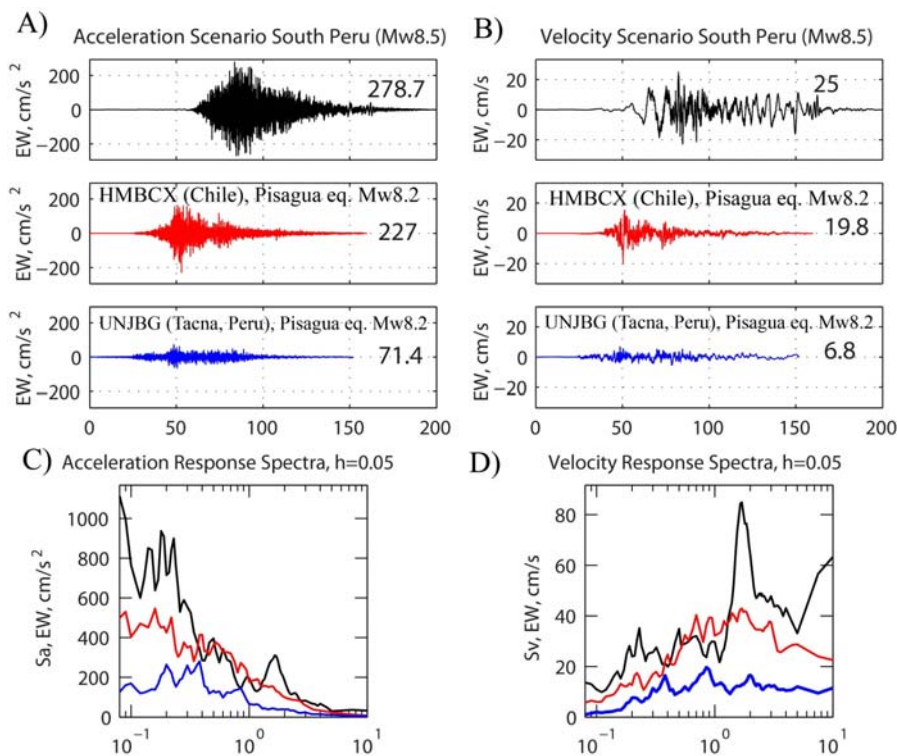 A)
Acceleration Scenario South Peru (Mw8.5)
EW, cm/s²
200
0
−200
278.7
EW, cm/s²
200
0
−200
HMBCX (Chile), Pisagua eq. Mw8.2
227
EW, cm/s²
200
0
−200
UNJBG (Tacna, Peru), Pisagua eq. Mw8.2
71.4
0 50 100 150 200
B)
Velocity Scenario South Peru (Mw8.5)
EW, cm/s
20
0
−20
25
EW, cm/s
20
0
−20
HMBCX (Chile), Pisagua eq. Mw8.2
19.8
EW, cm/s
20
0
−20
UNJBG (Tacna, Peru), Pisagua eq. Mw8.2
6.8
0 50 100 150 200
C)
Acceleration Response Spectra, h=0.05
Sa, EW, cm/s²
1000
800
600
400
200
0
10⁻¹ 10⁰ 10¹
D)
Velocity Response Spectra, h=0.05
Sv, EW, cm/s
80
60
40
20
0
10⁻¹ 10⁰ 10¹